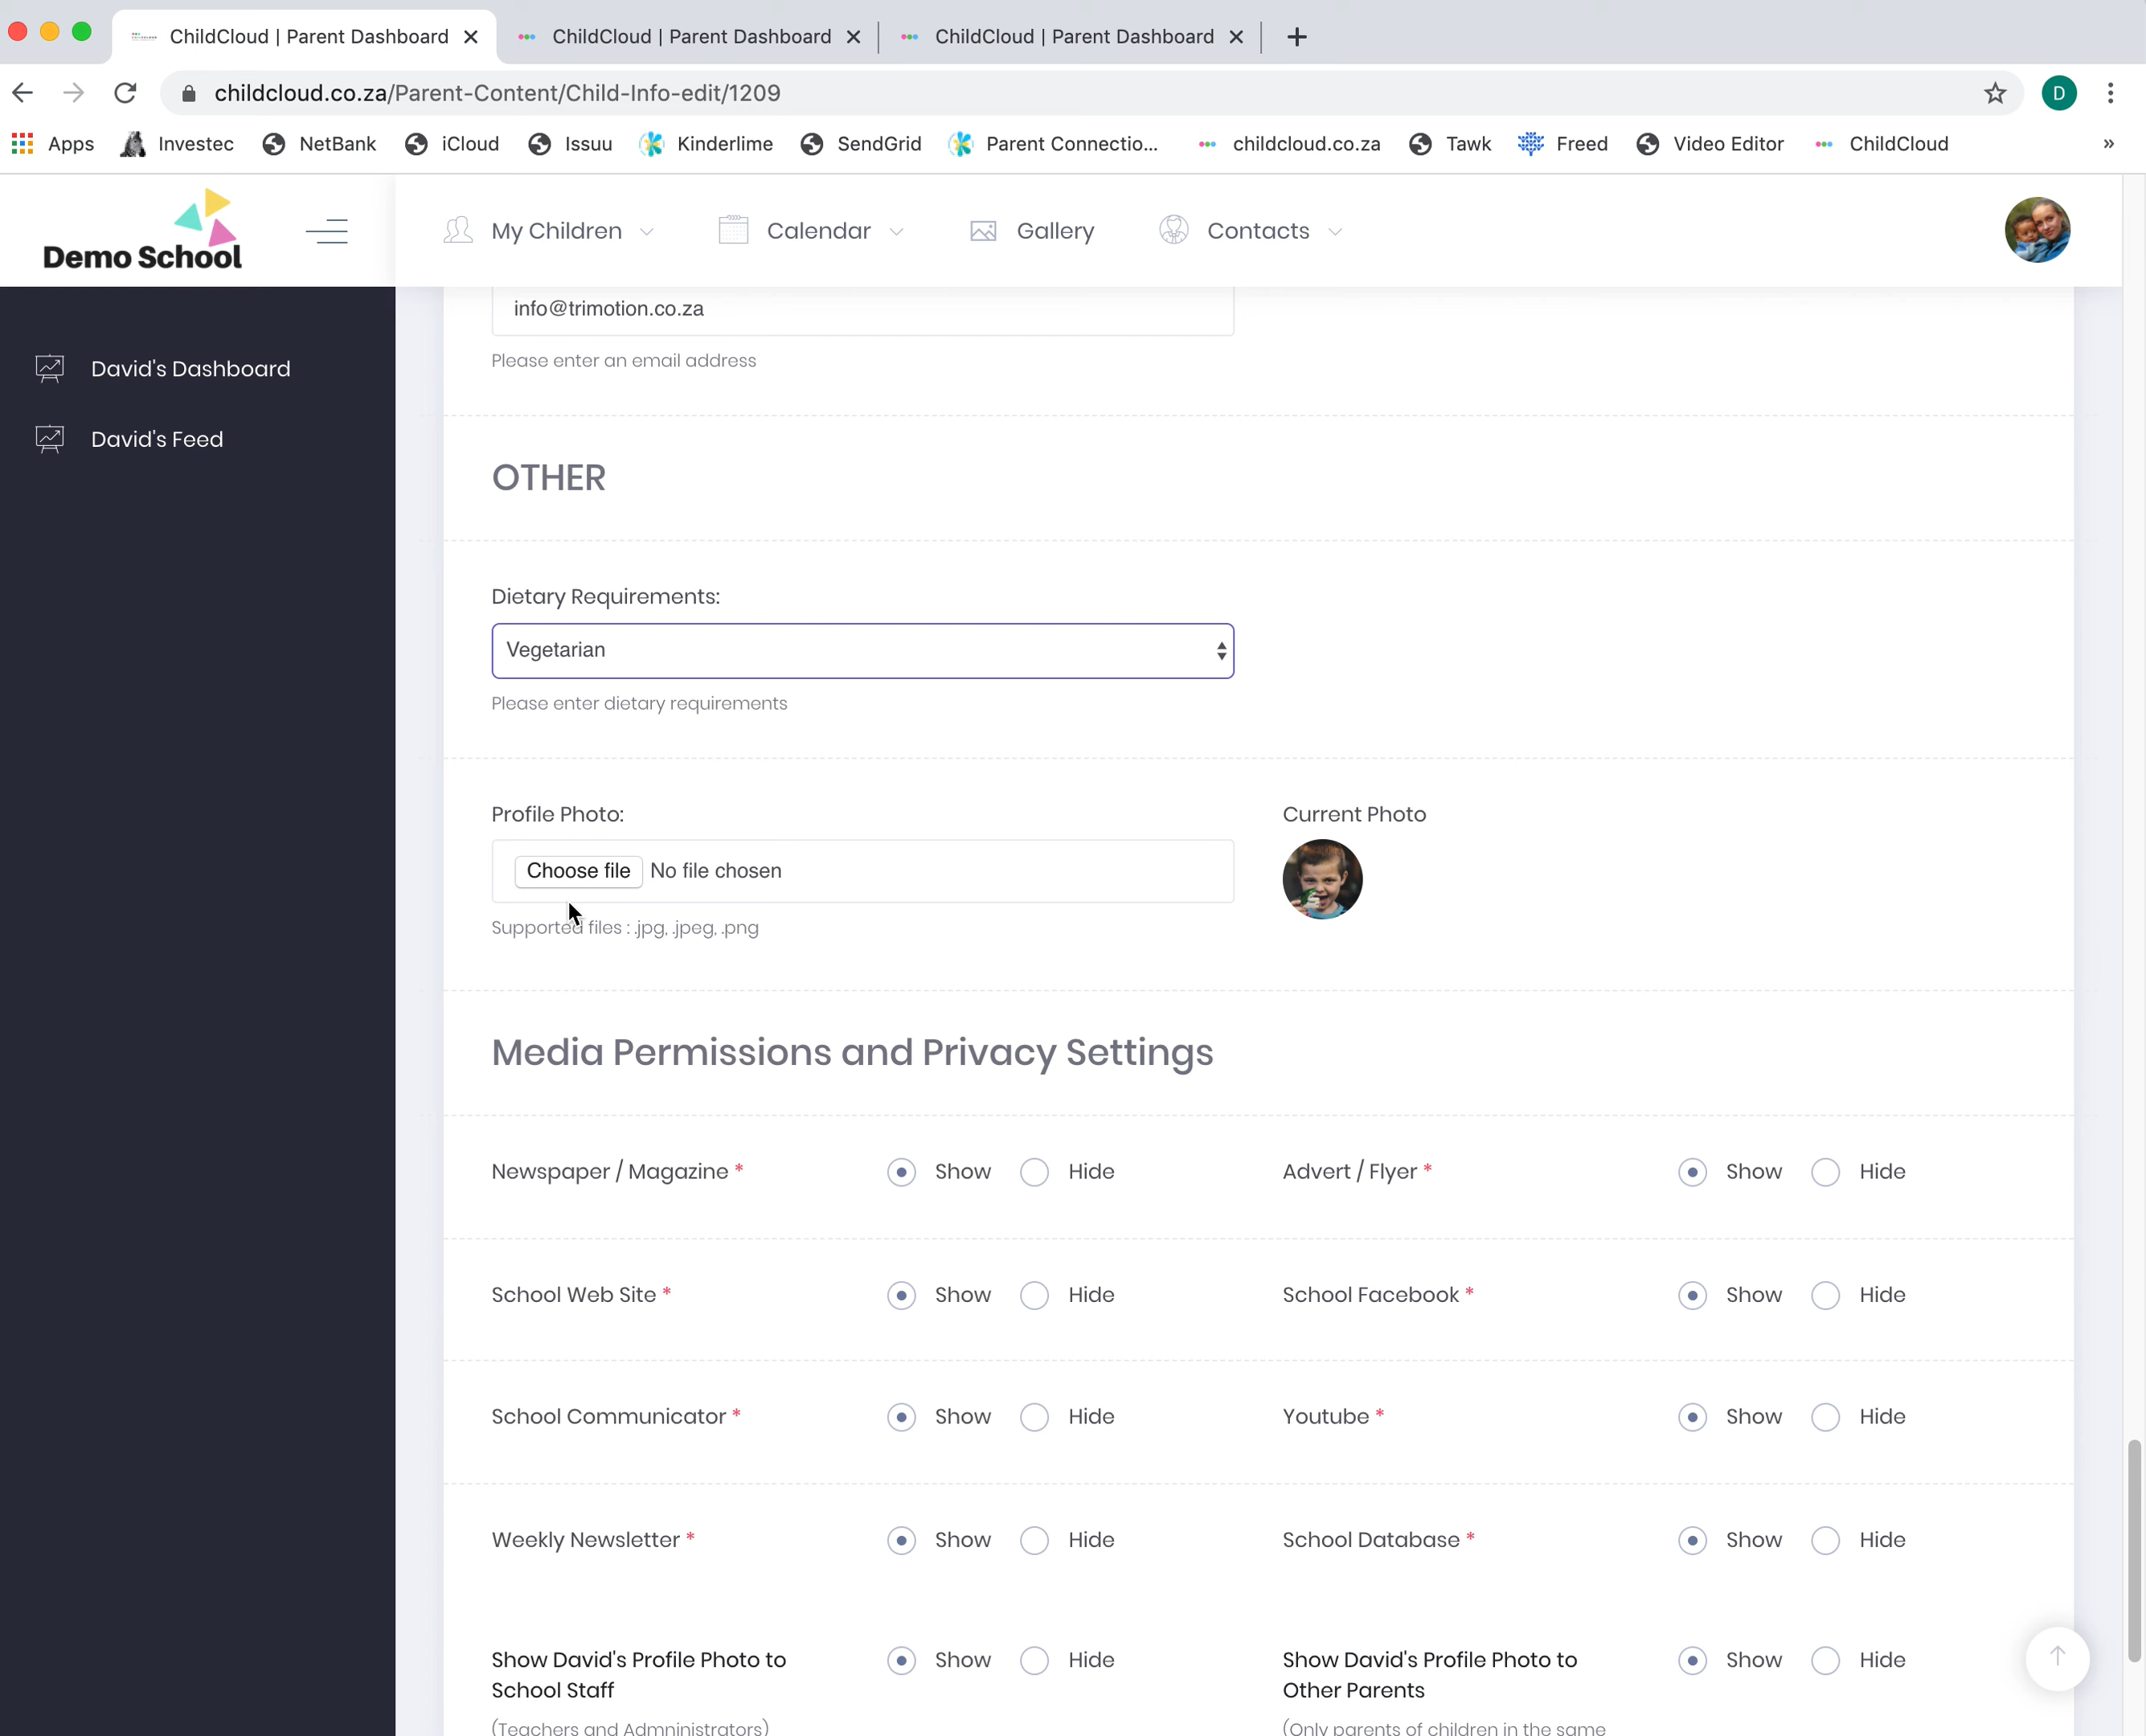 ChildCloud | Parent Dashboard
ChildCloud | Parent Dashboard
ChildCloud | Parent Dashboard
childcloud.co.za/Parent-Content/Child-Info-edit/1209
D
Apps
Investec
NetBank
iCloud
Issuu
Kinderlime
SendGrid
Parent Connectio...
childcloud.co.za
Tawk
Freed
Video Editor
ChildCloud
»
Demo School
My Children
Calendar
Gallery
Contacts
David's Dashboard
David's Feed
info@trimotion.co.za
Please enter an email address
OTHER
Dietary Requirements:
Vegetarian
Please enter dietary requirements
Profile Photo:
Current Photo
Choose file No file chosen
Supported files : .jpg, .jpeg, .png
Media Permissions and Privacy Settings
Newspaper / Magazine * Show Hide Advert / Flyer * Show Hide
School Web Site * Show Hide School Facebook * Show Hide
School Communicator * Show Hide Youtube * Show Hide
Weekly Newsletter * Show Hide School Database * Show Hide
Show David's Profile Photo to School Staff Show Hide
(Teachers and Admninistrators)
Show David's Profile Photo to Other Parents Show Hide
(Only parents of children in the same